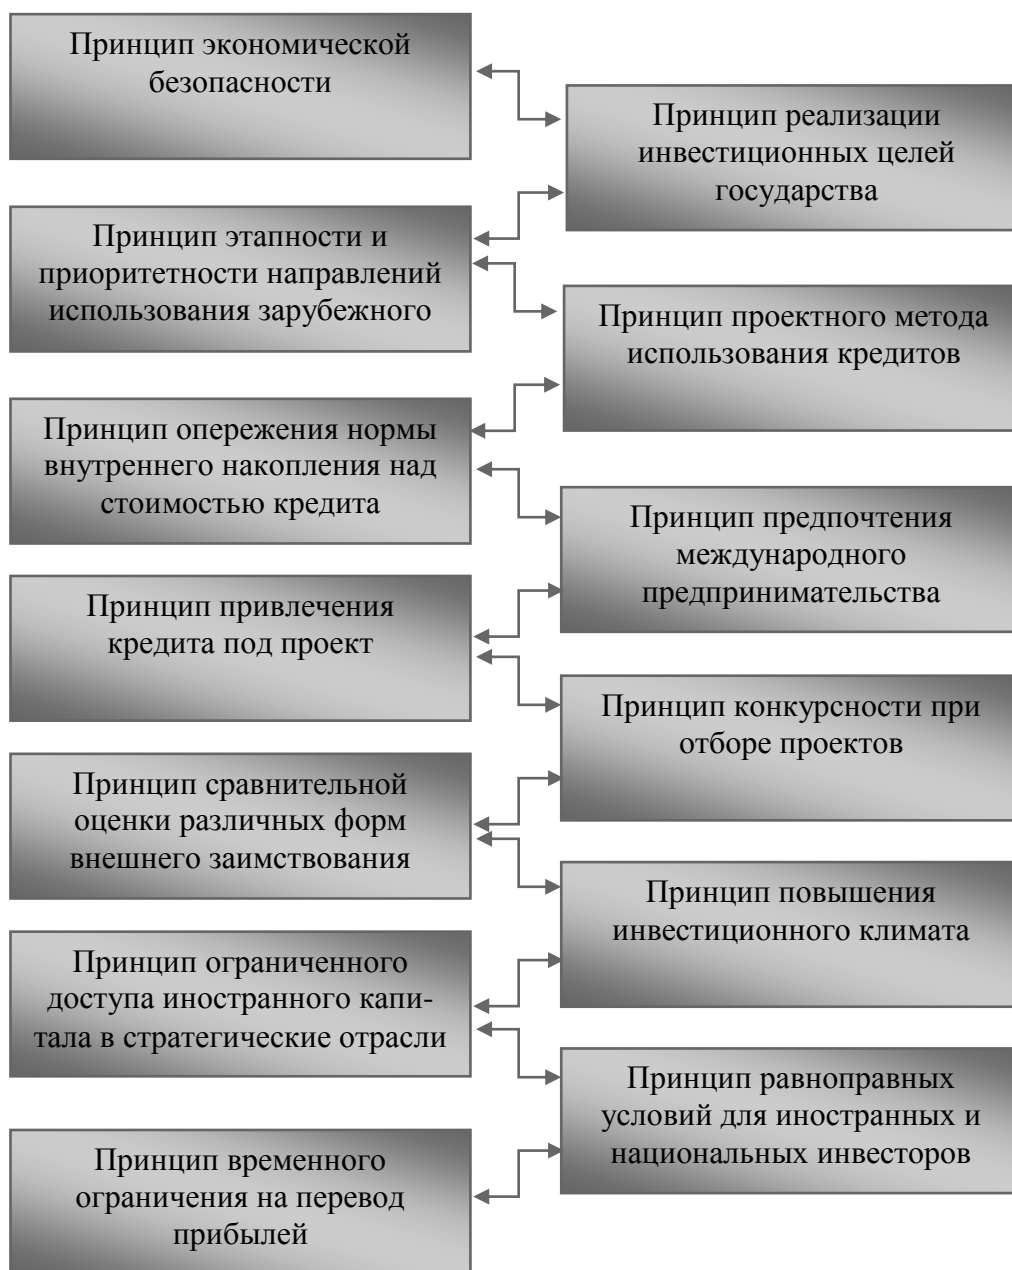 Принцип экономической
безопасности
Принцип реализации
инвестиционных целей
государства
Принцип этапности и
приоритетности направлений
использования зарубежного
Принцип проектного метода
использования кредитов
Принцип опережения нормы
внутреннего накопления над
стоимостью кредита
Принцип предпочтения
международного
предпринимательства
Принцип привлечения
кредита под проект
Принцип конкурсности при
отборе проектов
Принцип сравнительной
оценки различных форм
внешнего заимствования
Принцип повышения
инвестиционного климата
Принцип ограниченного
доступа иностранного капи-
тала в стратегические отрасли
Принцип равноправных
условий для иностранных и
национальных инвесторов
Принцип временного
ограничения на перевод
прибылей